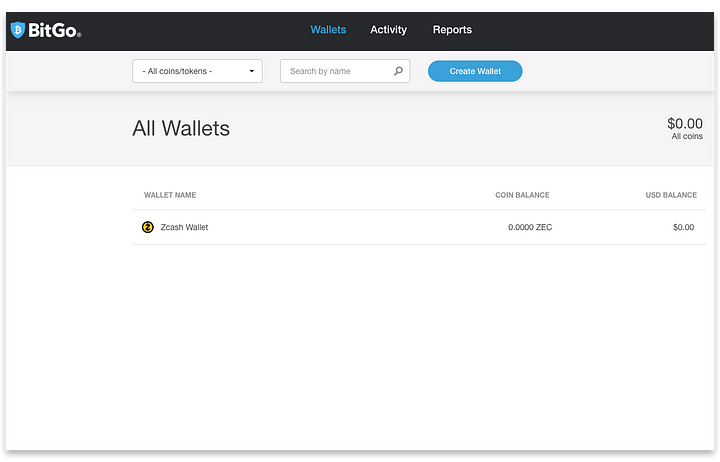 BitGo® Wallets Activity Reports
- All coins/tokens - Search by name Create Wallet
All Wallets $0.00
All coins
WALLET NAME COIN BALANCE USD BALANCE
Zcash Wallet 0.0000 ZEC $0.00